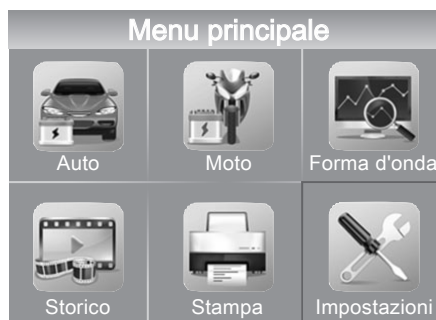 Menu principale
Auto
Moto
Forma d'onda
Storico
Stampa
Impostazioni